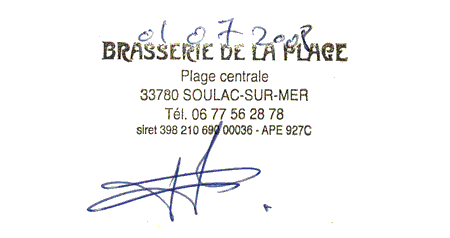 01 07 2008
BRASSERIE DE LA PLAGE
Plage centrale
33780 SOULAC-SUR-MER
Tél. 06 77 56 28 78
siret 398 210 690 00036 - APE 927C